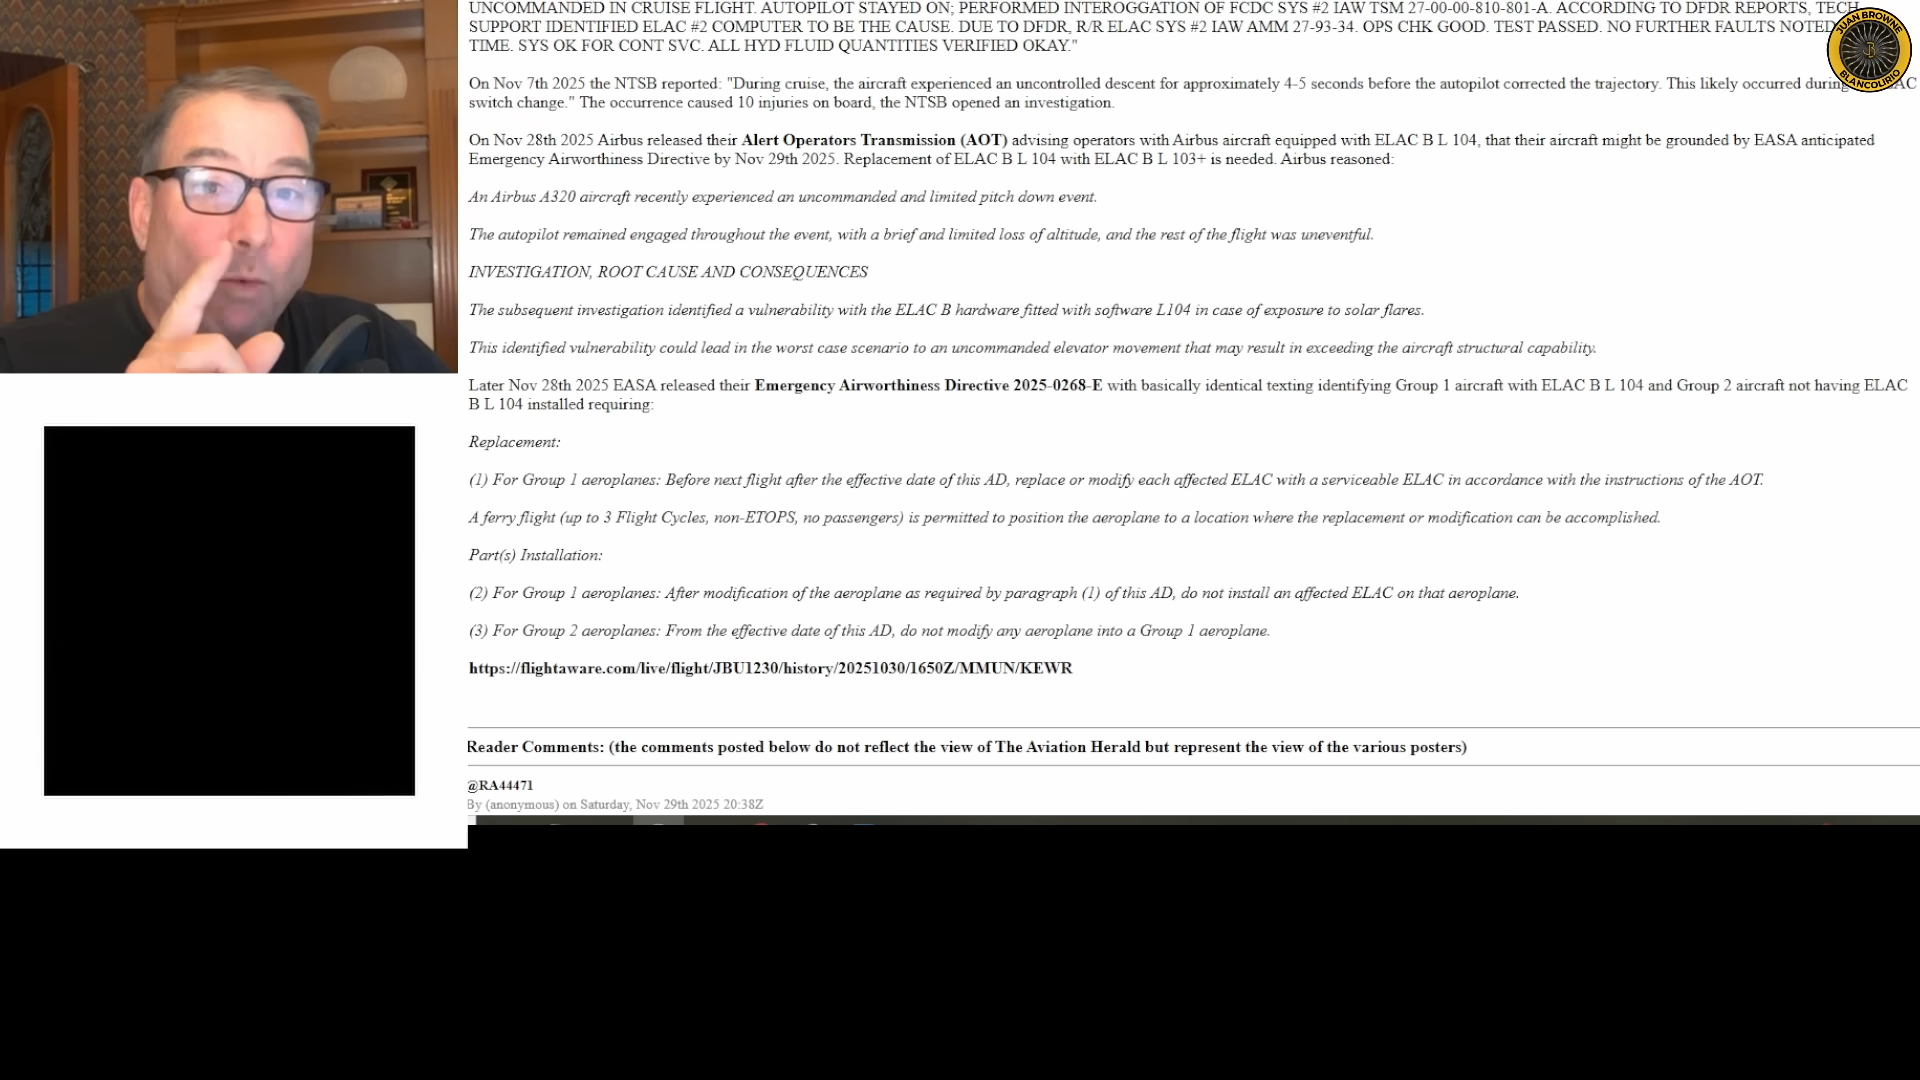 UNCOMMANDED IN CRUISE FLIGHT. AUTOPILOT STAYED ON; PERFORMED INTEROGGATION OF FCDC SYS #2 IAW TSM 27-00-00-810-801-A. ACCORDING TO DFDR REPORTS, TECH
SUPPORT IDENTIFIED ELAC #2 COMPUTER TO BE THE CAUSE. DUE TO DFDR, R/R ELAC SYS #2 IAW AMM 27-93-34. OPS CHK GOOD. TEST PASSED. NO FURTHER FAULTS NOTED
TIME. SYS OK FOR CONT SVC. ALL HYD FLUID QUANTITIES VERIFIED OKAY."
JUAN BROWNE
BLANCOLIRIO
On Nov 7th 2025 the NTSB reported: "During cruise, the aircraft experienced an uncontrolled descent for approximately 4-5 seconds before the autopilot corrected the trajectory. This likely occurred during
switch change." The occurrence caused 10 injuries on board, the NTSB opened an investigation.
On Nov 28th 2025 Airbus released their Alert Operators Transmission (AOT) advising operators with Airbus aircraft equipped with ELAC B L 104, that their aircraft might be grounded by EASA anticipated
Emergency Airworthiness Directive by Nov 29th 2025. Replacement of ELAC B L 104 with ELAC B L 103+ is needed. Airbus reasoned:
An Airbus A320 aircraft recently experienced an uncommanded and limited pitch down event.
The autopilot remained engaged throughout the event, with a brief and limited loss of altitude, and the rest of the flight was uneventful.
INVESTIGATION, ROOT CAUSE AND CONSEQUENCES
The subsequent investigation identified a vulnerability with the ELAC B hardware fitted with software L104 in case of exposure to solar flares.
This identified vulnerability could lead in the worst case scenario to an uncommanded elevator movement that may result in exceeding the aircraft structural capability.
Later Nov 28th 2025 EASA released their Emergency Airworthiness Directive 2025-0268-E with basically identical texting identifying Group 1 aircraft with ELAC B L 104 and Group 2 aircraft not having ELAC
B L 104 installed requiring:
Replacement:
(1) For Group 1 aeroplanes: Before next flight after the effective date of this AD, replace or modify each affected ELAC with a serviceable ELAC in accordance with the instructions of the AOT.
A ferry flight (up to 3 Flight Cycles, non-ETOPS, no passengers) is permitted to position the aeroplane to a location where the replacement or modification can be accomplished.
Part(s) Installation:
(2) For Group 1 aeroplanes: After modification of the aeroplane as required by paragraph (1) of this AD, do not install an affected ELAC on that aeroplane.
(3) For Group 2 aeroplanes: From the effective date of this AD, do not modify any aeroplane into a Group 1 aeroplane.
https://flightaware.com/live/flight/JBU1230/history/20251030/1650Z/MMUN/KEWR
Reader Comments: (the comments posted below do not reflect the view of The Aviation Herald but represent the view of the various posters)
@RA44471
By (anonymous) on Saturday, Nov 29th 2025 20:38Z